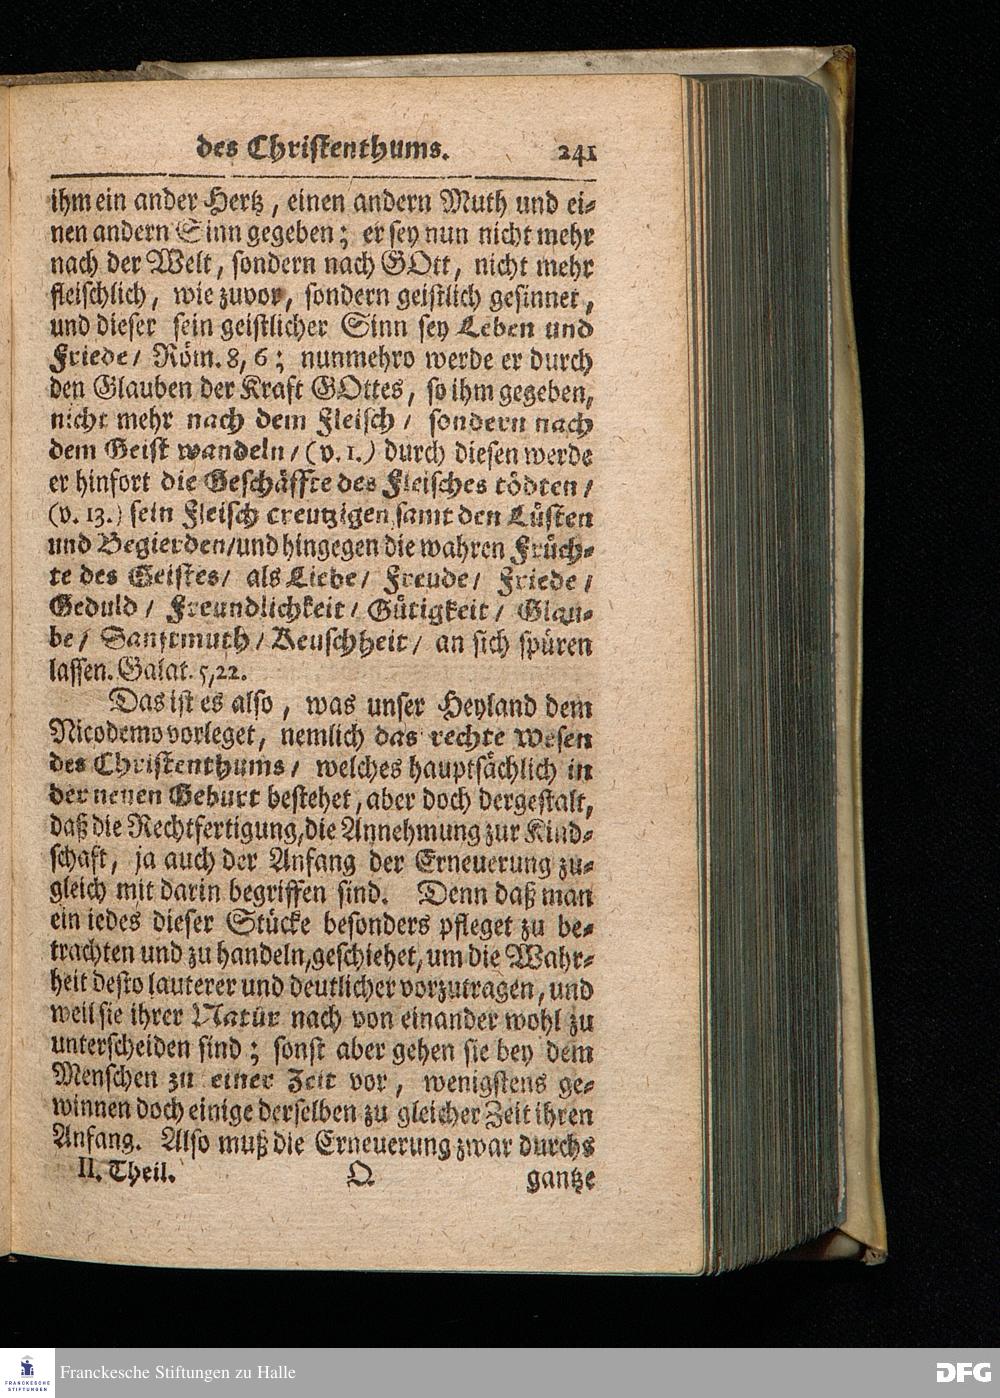 des Christenthums. 241
ihm ein ander Hertz, einen andern Muth und ei-
nen andern Sinn gegeben; er sey nun nicht mehr
nach der Welt, sondern nach GOtt, nicht mehr
fleischlich, wie zuvor, sondern geistlich gesinnet,
und dieser sein geistlicher Sinn sey Leben und
Friede/ Röm. 8, 6; nunmehro werde er durch
den Glauben der Kraft GOttes, so ihm gegeben,
nicht mehr nach dem Fleisch/ sondern nach
dem Geist wandeln/ (v. 1.) durch diesen werde
er hinfort die Geschäffte des Fleisches tödten/
(v. 13.) sein Fleisch creutzigen samt den Lüsten
und Begierden/ und hingegen die wahren Früch-
te des Geistes/ als Liebe/ Freude/ Friede/
Geduld/ Freundlichkeit/ Gütigkeit/ Glau-
be/ Sanftmuth/ Keuschheit/ an sich spüren
lassen. Galat. 5, 22.
Das ist es also, was unser Heyland dem
Nicodemo vorleget, nemlich das rechte Wesen
des Christenthums/ welches hauptsächlich in
der neuen Geburt bestehet, aber doch dergestalt,
daß die Rechtfertigung, die Annehmung zur Kind-
schaft, ja auch der Anfang der Erneuerung zu-
gleich mit darin begriffen sind. Denn daß man
ein iedes dieser Stücke besonders pfleget zu be-
trachten und zu handeln, geschiehet, um die Wahr-
heit desto lauterer und deutlicher vorzutragen, und
weil sie ihrer Natur nach von einander wohl zu
unterscheiden sind; sonst aber gehen sie bey dem
Menschen zu einer Zeit vor, wenigstens ge-
winnen doch einige derselben zu gleicher Zeit ihren
Anfang. Also muß die Erneuerung zwar durchs
II. Theil. Q gantze
FRANCKESCHE STIFTUNGEN
Franckesche Stiftungen zu Halle
DFG